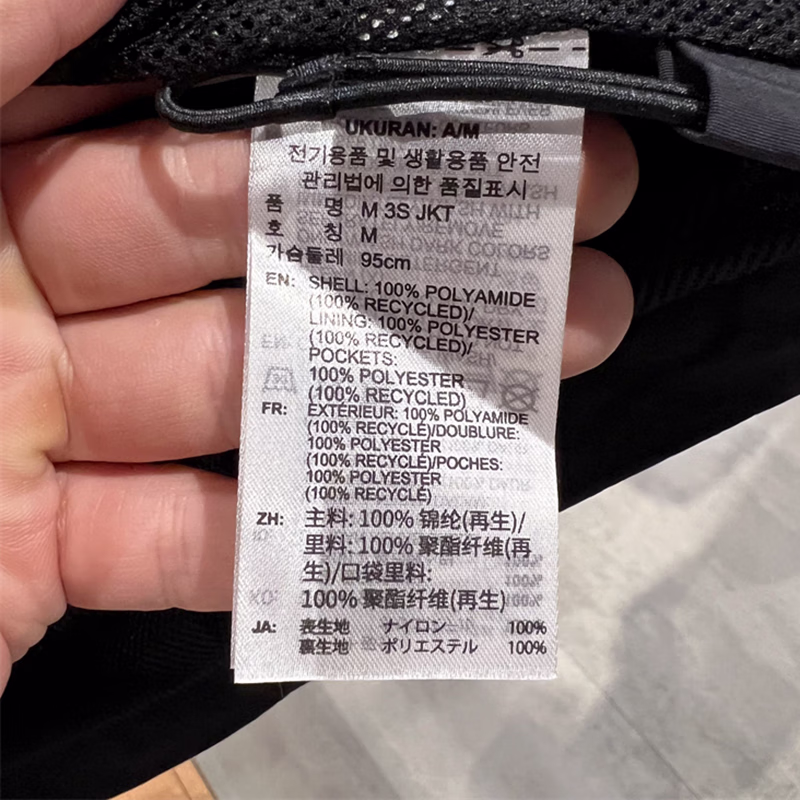 UKURAN: A/M
전기용품 및 생활용품 안전
관리법에 의한 품질표시
품 명 M 3S JKT
호 칭 M
가슴둘레 95cm
EN: SHELL: 100% POLYAMIDE
(100% RECYCLED)/
LINING: 100% POLYESTER
(100% RECYCLED)/
POCKETS:
100% POLYESTER
(100% RECYCLED)
FR: EXTÉRIEUR: 100% POLYAMIDE
(100% RECYCLÉ)/DOUBLURE:
100% POLYESTER
(100% RECYCLÉ)/POCHES:
100% POLYESTER
(100% RECYCLÉ)
ZH: 主料: 100% 锦纶(再生)/
里料: 100% 聚酯纤维(再
生)/口袋里料:
100% 聚酯纤维(再生)
JA: 表生地 ナイロン 100%
裏生地 ポリエステル 100%